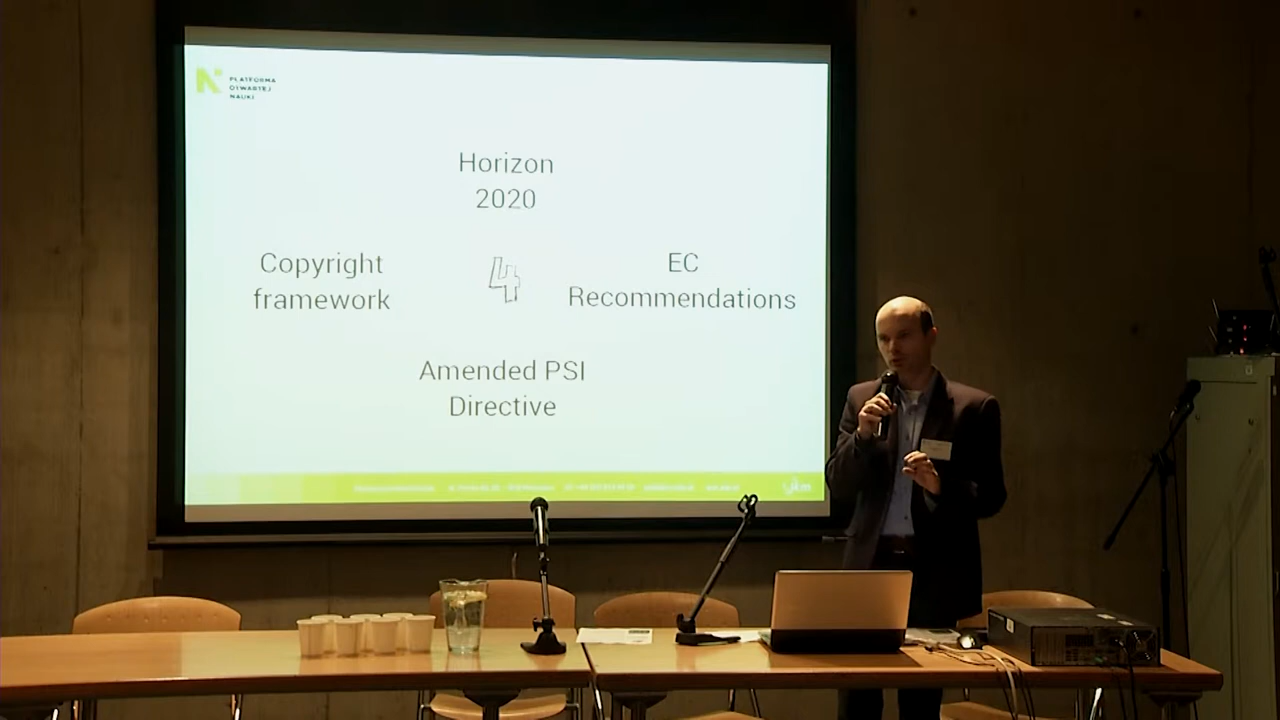 PLATFORMA
OTWARTEJ
NAUKI
Horizon
2020
Copyright
framework
4
EC
Recommendations
Amended PSI
Directive